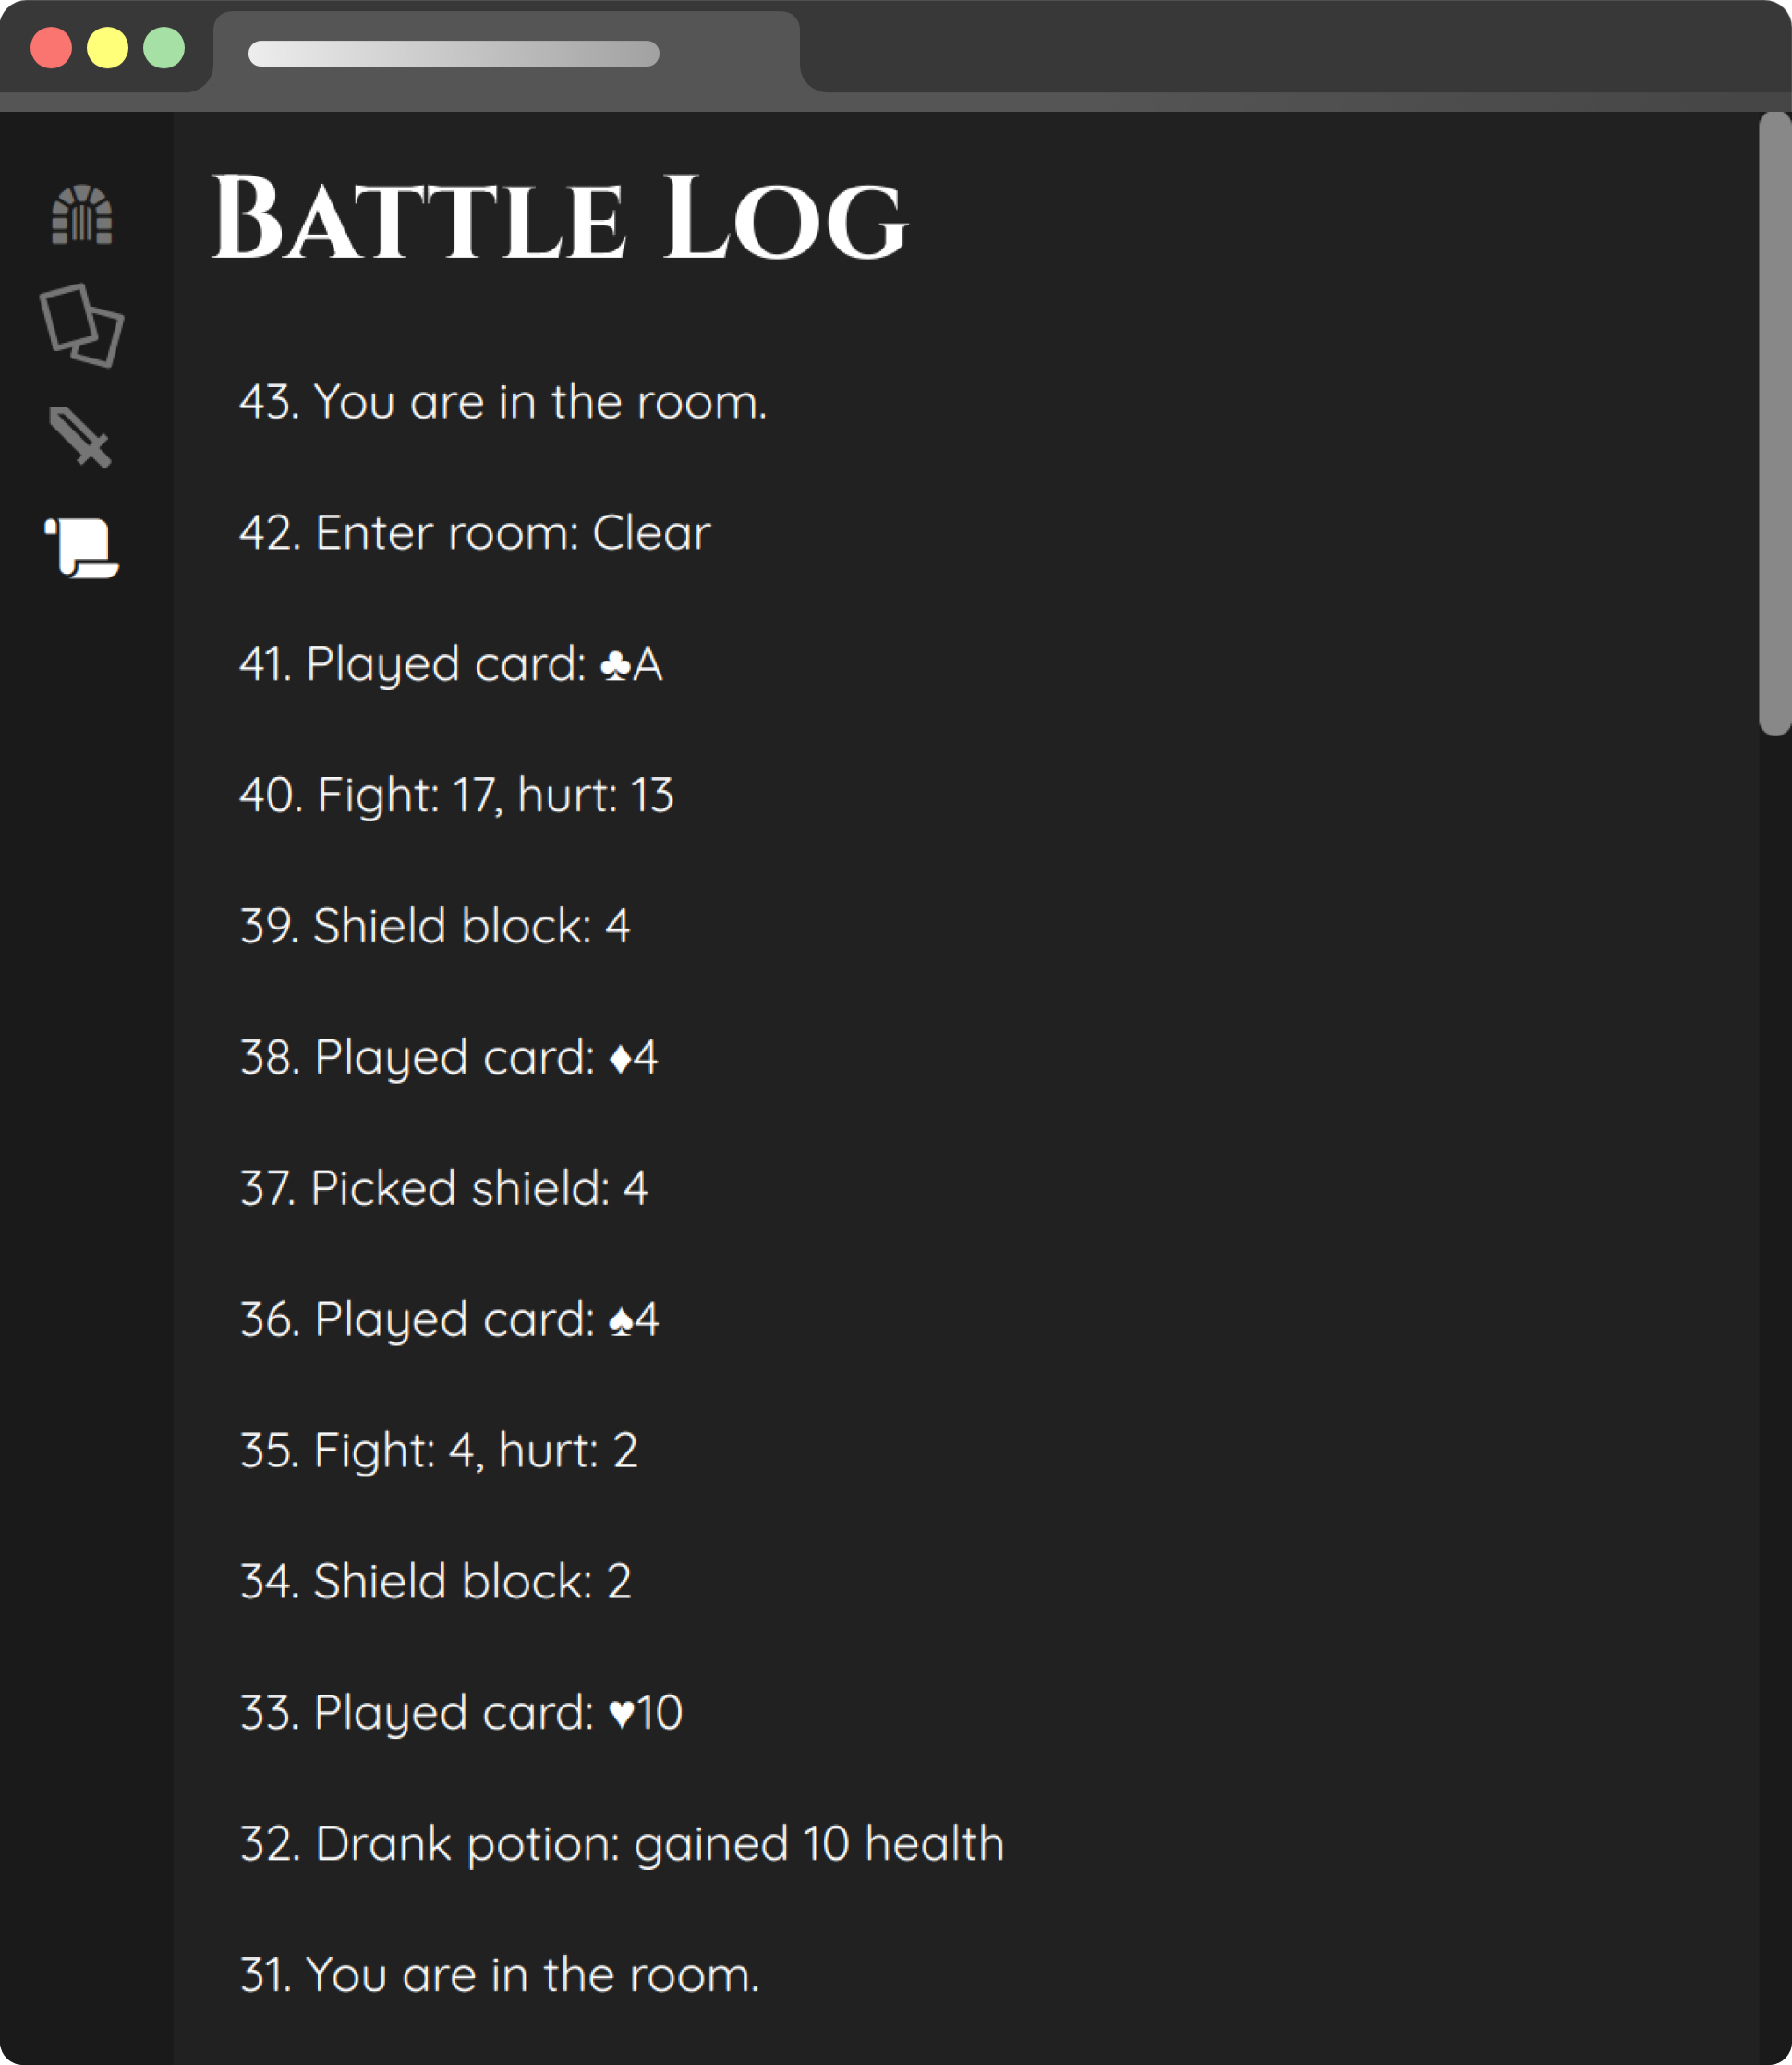 Battle Log
43. You are in the room.
42. Enter room: Clear
41. Played card: ♣A
40. Fight: 17, hurt: 13
39. Shield block: 4
38. Played card: ♦4
37. Picked shield: 4
36. Played card: ♠4
35. Fight: 4, hurt: 2
34. Shield block: 2
33. Played card: ♥10
32. Drank potion: gained 10 health
31. You are in the room.